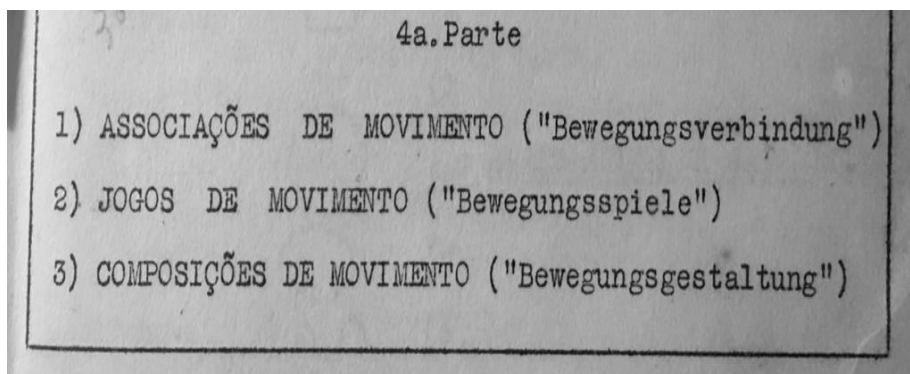 4a.Parte
1) ASSOCIAÇÕES DE MOVIMENTO ("Bewegungsverbindung")
2) JOGOS DE MOVIMENTO ("Bewegungsspiele")
3) COMPOSIÇÕES DE MOVIMENTO ("Bewegungsgestaltung")